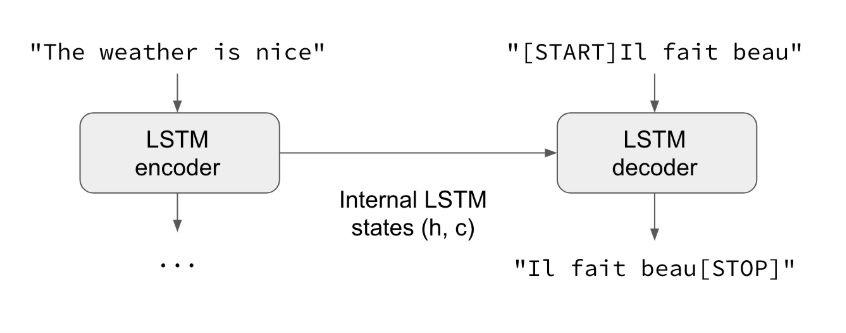 "The weather is nice"
"[START]Il fait beau"
LSTM
encoder
LSTM
decoder
Internal LSTM
states (h, c)
...
"Il fait beau[STOP]"